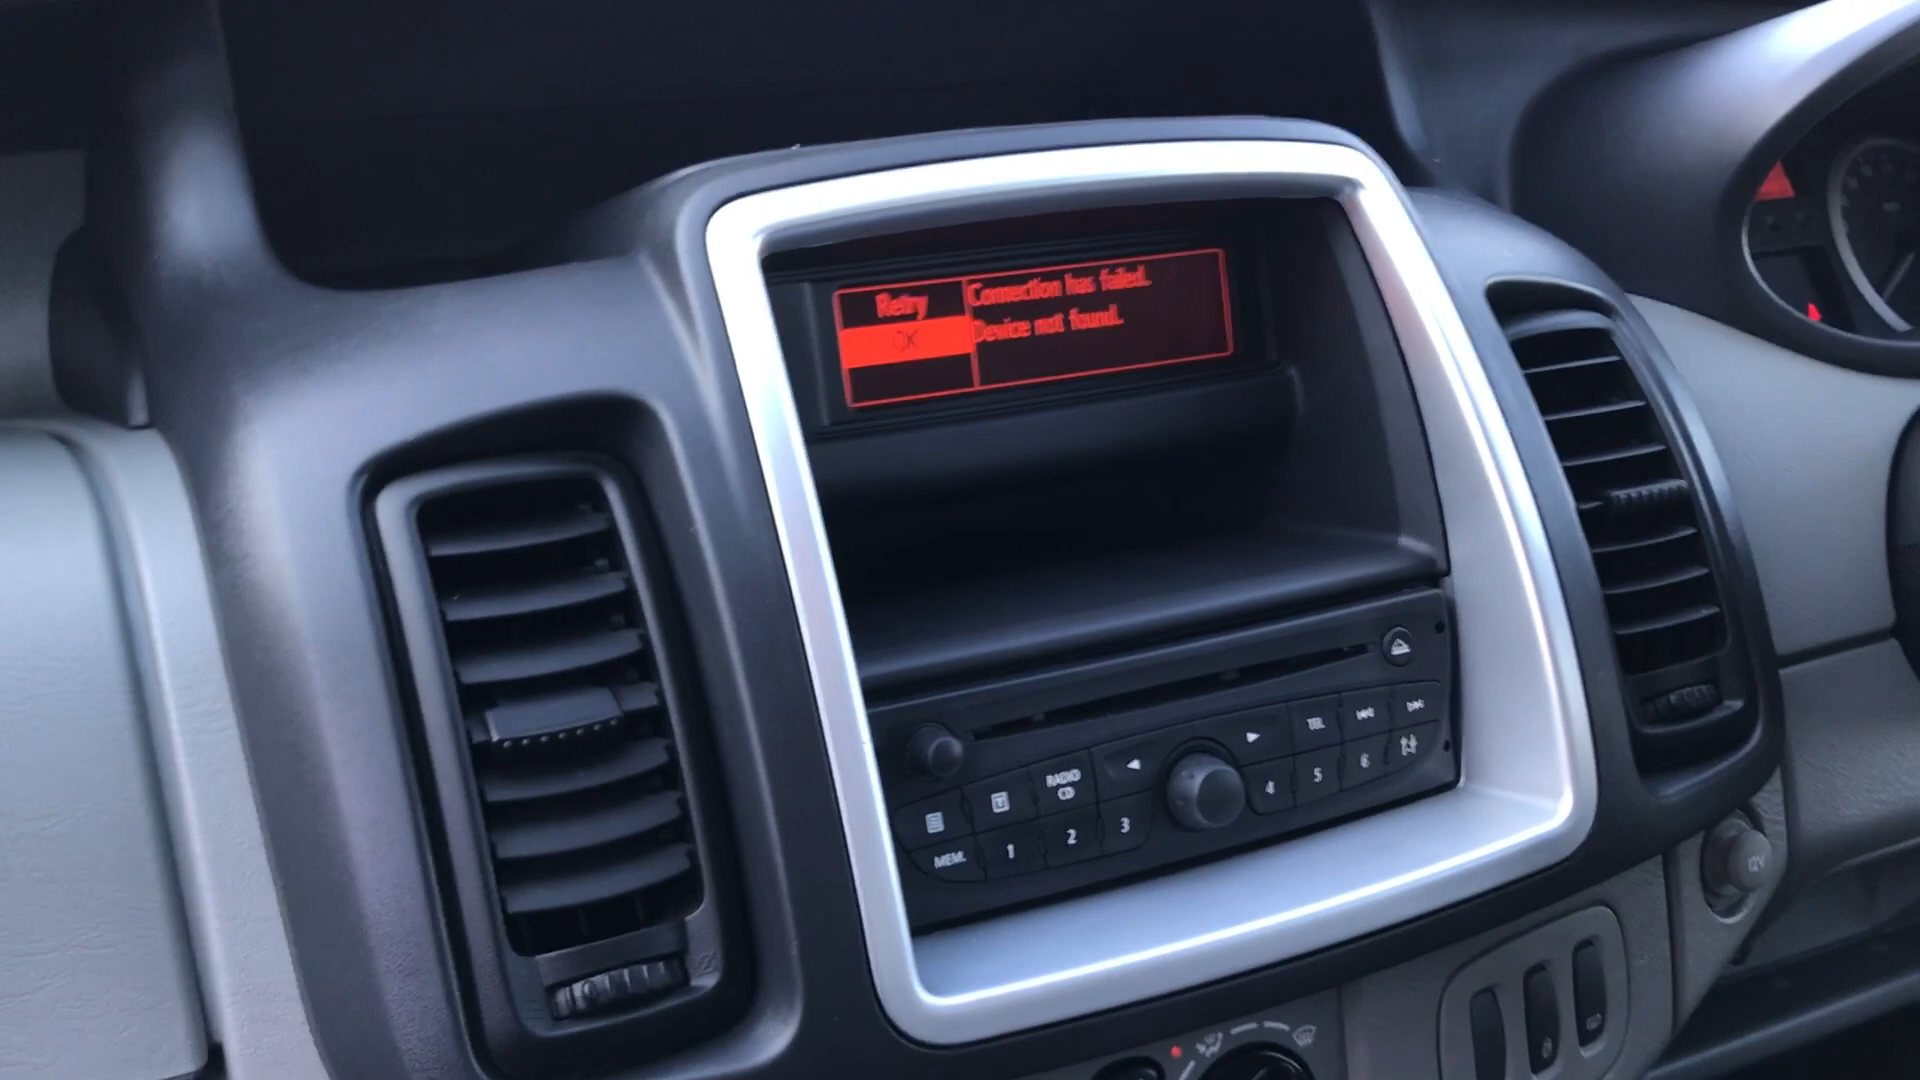 Retry
OK
Connection has failed.
Device not found.
RADIO
CD
TEL
MEM.
1
2
3
4
5
6
12V